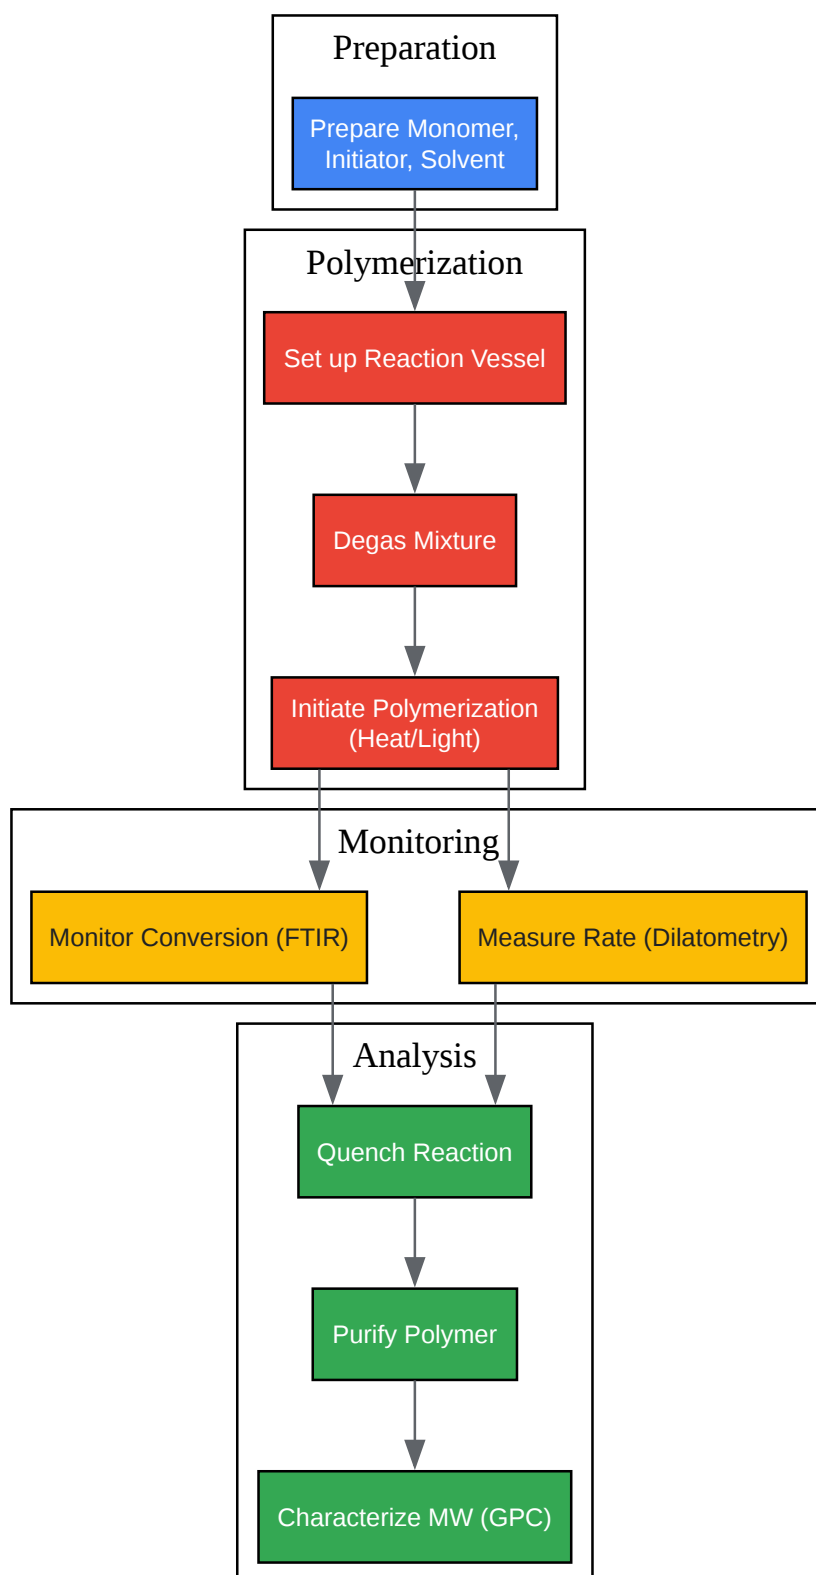 Preparation
Prepare Monomer,
Initiator, Solvent
Polymerization
Set up Reaction Vessel
Degas Mixture
Initiate Polymerization
(Heat/Light)
Monitoring
Monitor Conversion (FTIR)
Measure Rate (Dilatometry)
Analysis
Quench Reaction
Purify Polymer
Characterize MW (GPC)